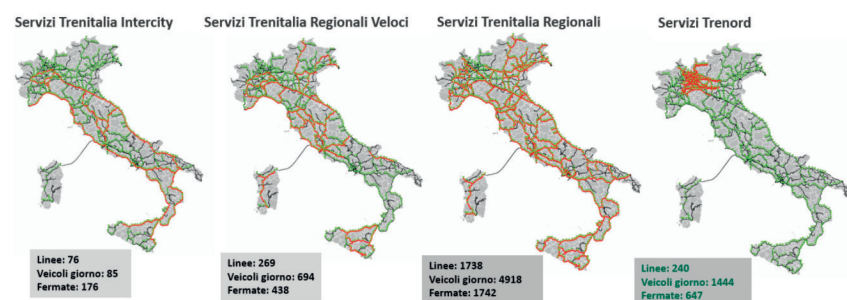 Servizi Trenitalia Intercity
Servizi Trenitalia Regionali Veloci
Servizi Trenitalia Regionali
Servizi Trenord
Linee: 76
Veicoli giorno: 85
Fermate: 176
Linee: 269
Veicoli giorno: 694
Fermate: 438
Linee: 1738
Veicoli giorno: 4918
Fermate: 1742
Linee: 240
Veicoli giorno: 1444
Fermate: 647